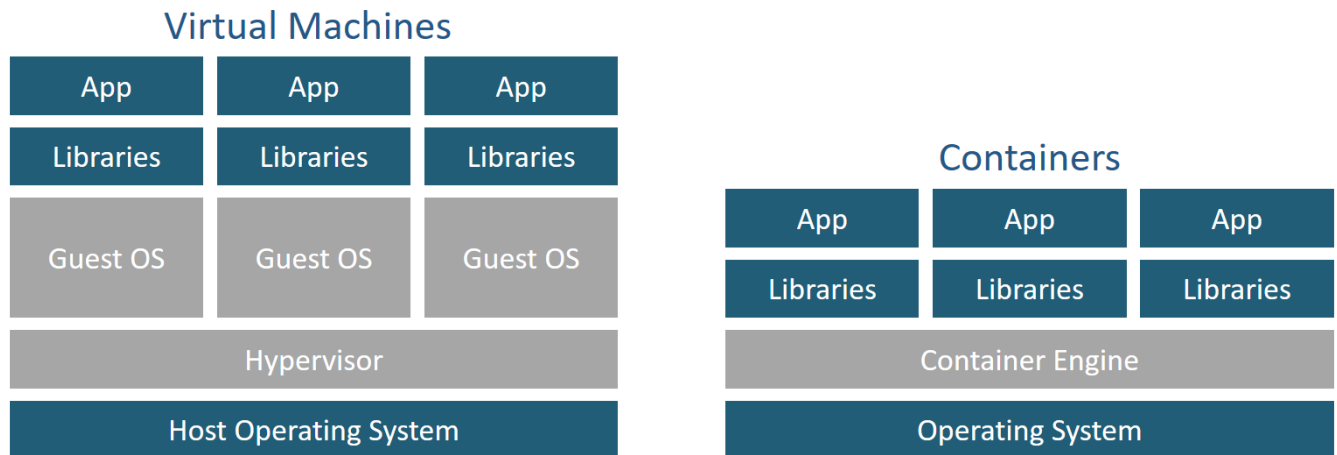 Virtual Machines
App App App
Libraries Libraries Libraries
Guest OS Guest OS Guest OS
Hypervisor
Host Operating System
Containers
App App App
Libraries Libraries Libraries
Container Engine
Operating System